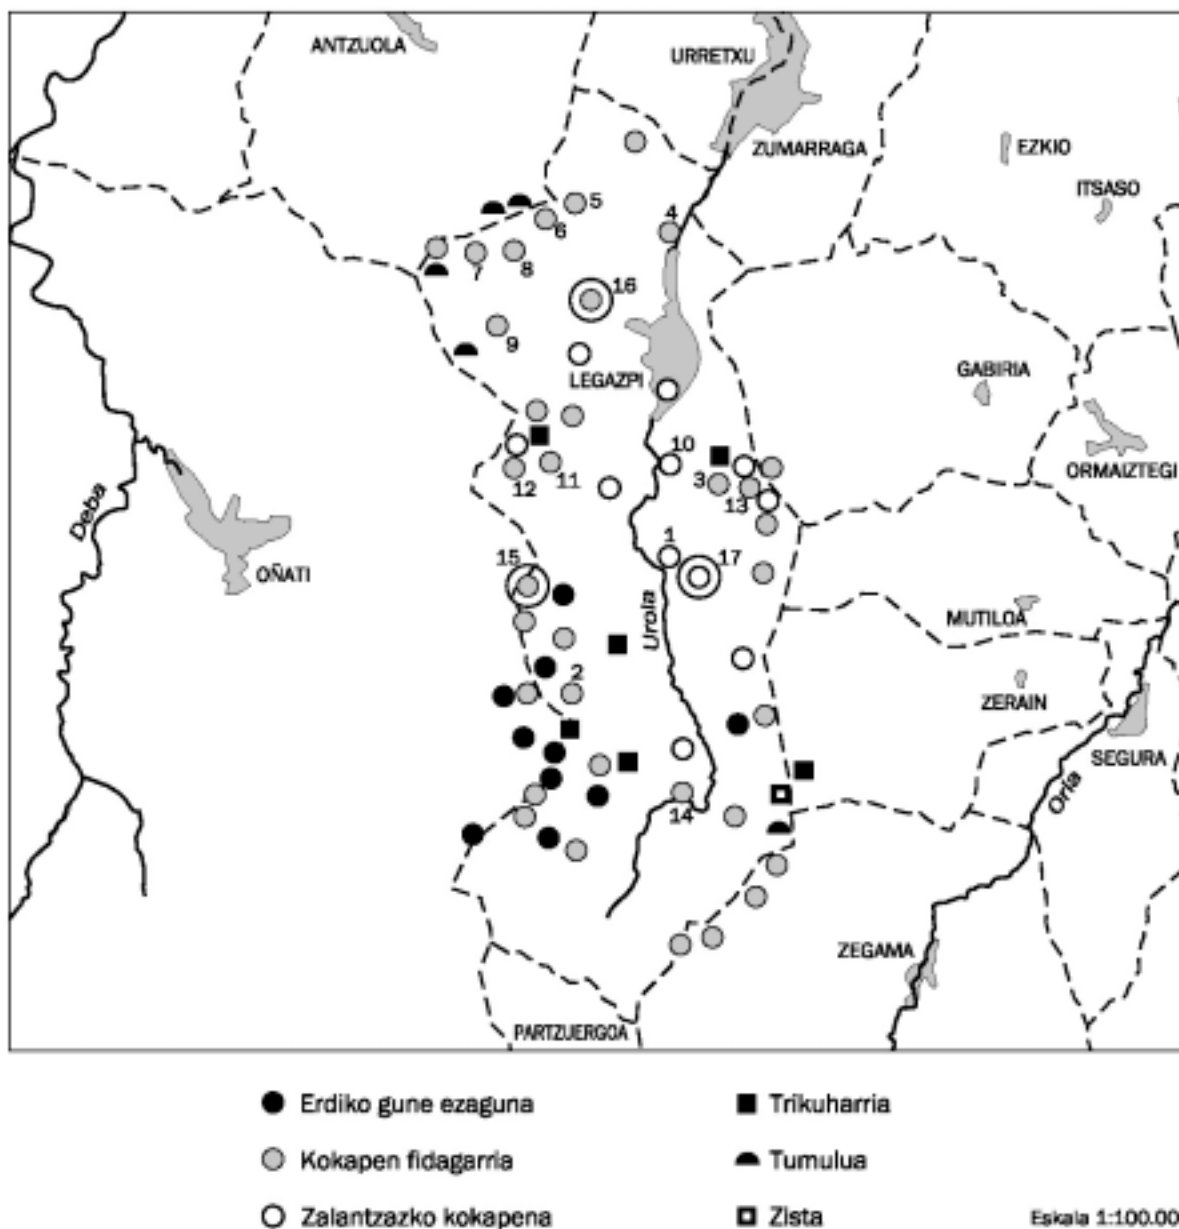 ANTZUOLA
URRETXU
ZUMARRAGA
EZKIO
ITSASO
5
6
4
7
8
16
9
LEGAZPI
GABIRIA
ORMAIZTEGI
10
12
11
3
13
Deba
OÑATI
15
1
17
Urola
MUTILOA
2
ZERAIN
SEGURA
14
Oria
ZEGAMA
PARTZUERGOA
Erdiko gune ezaguna
Trikuharria
Kokapen fidagarria
Tumulua
Zalantzazko kokapena
Zista
Eskala 1:100.00